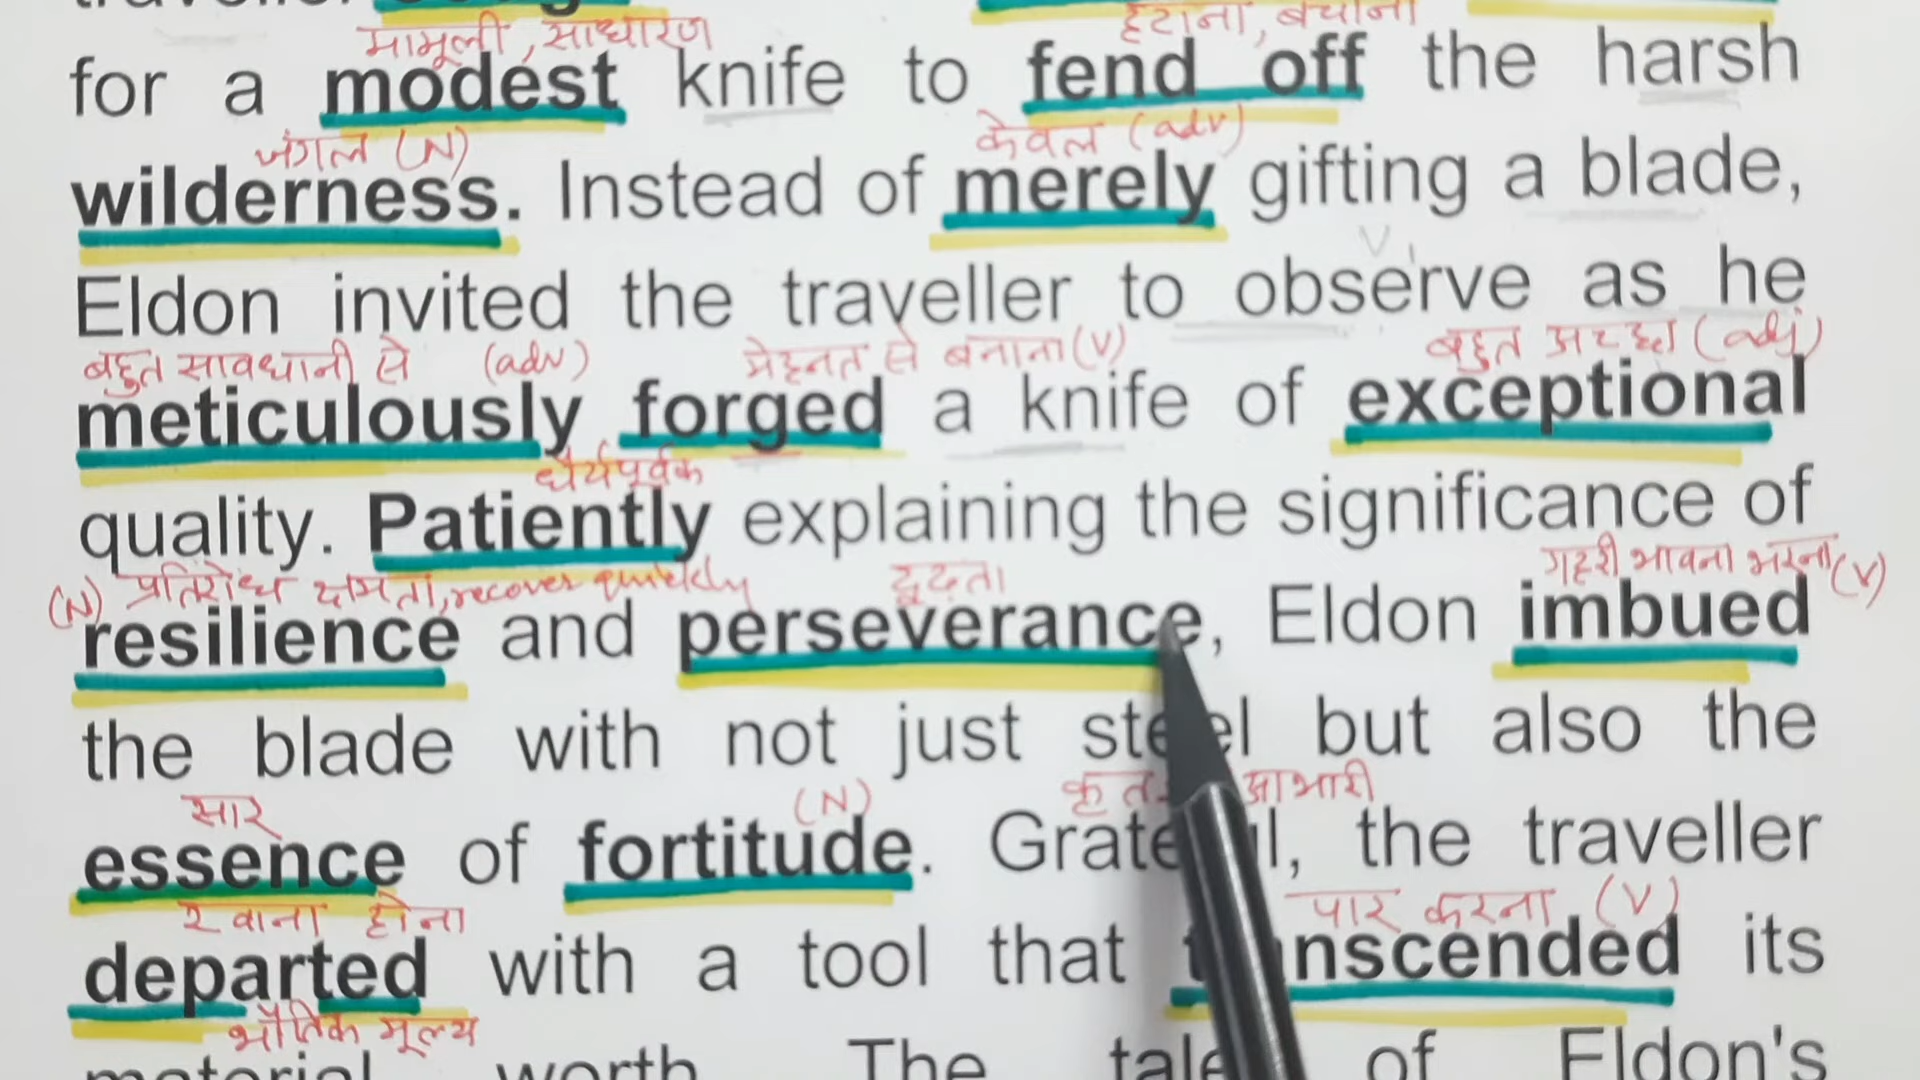 मामूली, साधारण हटाना, बचाना
for a modest knife to fend off the harsh
जंगल (N) केवल (adv)
wilderness. Instead of merely gifting a blade,
Eldon invited the traveller to observe as he
बहुत सावधानी से (adv) मेहनत से बनाना (V) बहुत अच्छा (adj)
meticulously forged a knife of exceptional
धैर्यपूर्वक
quality. Patiently explaining the significance of
(N) प्रतिरोध क्षमता, recover quickly दृढ़ता गहरी भावना भरना (V)
resilience and perseverance, Eldon imbued
the blade with not just steel but also the
सार (N) आभारी
essence of fortitude. Grateful, the traveller
रवाना होना पार करना (V)
departed with a tool that transcended its
भौतिक मूल्य
material worth. The tale of Eldon's